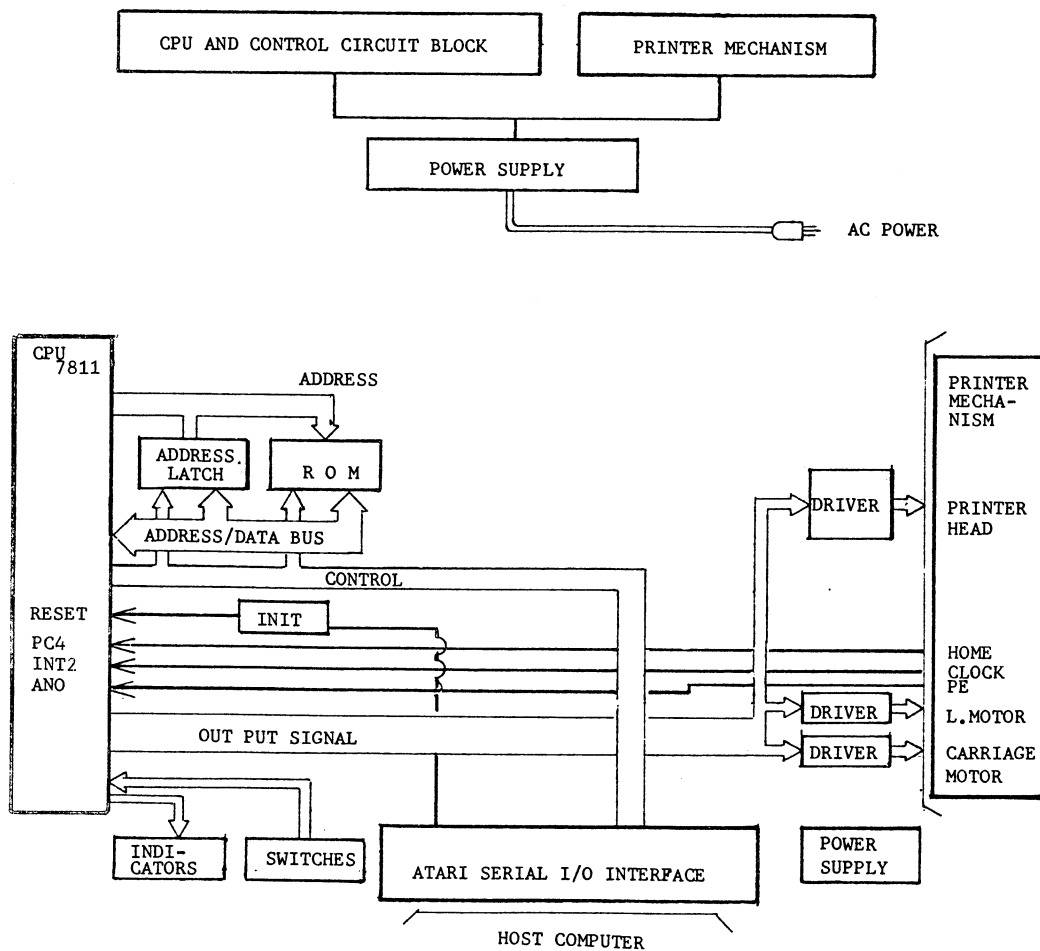 CPU AND CONTROL CIRCUIT BLOCK
PRINTER MECHANISM
POWER SUPPLY
AC POWER
CPU
7811
ADDRESS
ADDRESS.
LATCH
R O M
ADDRESS/DATA BUS
CONTROL
RESET
INIT
PC4
INT2
ANO
OUT PUT SIGNAL
INDI-
CATORS
SWITCHES
ATARI SERIAL I/O INTERFACE
HOST COMPUTER
DRIVER
DRIVER
DRIVER
PRINTER
MECHA-
NISM
PRINTER
HEAD
HOME
CLOCK
PE
L.MOTOR
CARRIAGE
MOTOR
POWER
SUPPLY